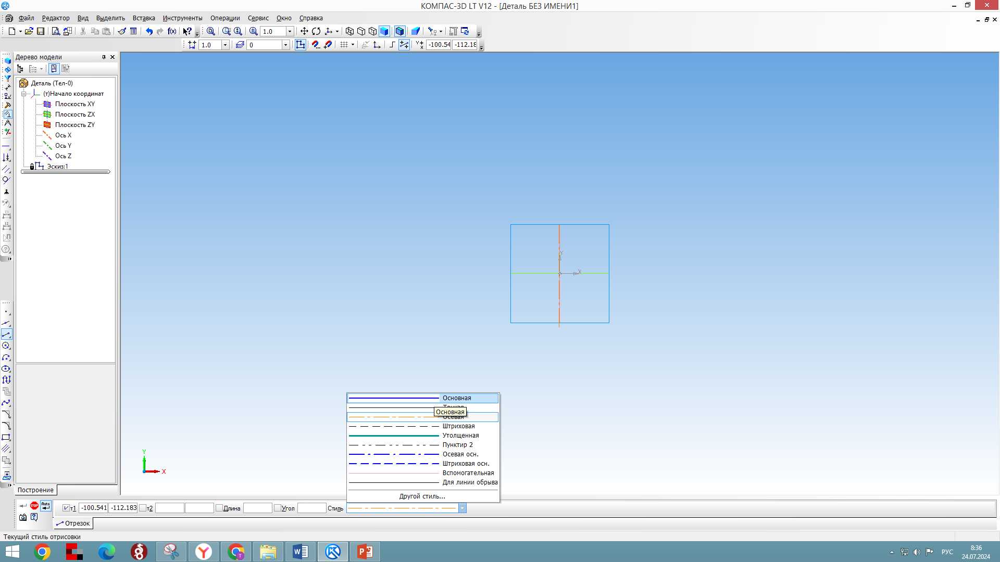 КОМПАС-3D LT V12 - [Деталь БЕЗ ИМЕНИ1]
Файл Редактор Вид Выделить Вставка Инструменты Операции Сервис Окно Справка
f(x) 1.0
1.0 0 -100.54 -112.18
Дерево модели
Деталь (Тел-0)
(т)Начало координат
Плоскость XY
Плоскость ZX
Плоскость ZY
Ось X
Ось Y
Ось Z
Эскиз:1
Y
X
Основная
Основная
Осевая
Штриховая
Утолщенная
Пунктир 2
Осевая осн.
Штриховая осн.
Вспомогательная
Для линии обрыва
Другой стиль...
Y
X
Построение
STOP Auto т1 -100.541 -112.183 т2 Длина Угол Стиль
Отрезок
Текущий стиль отрисовки
РУС
8:36
24.07.2024